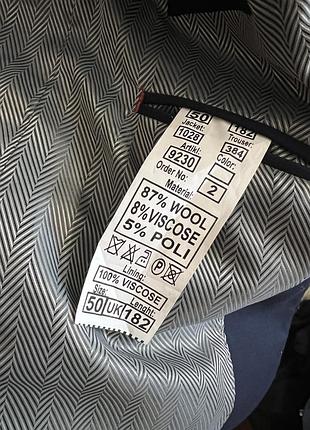 50 182
Jacket: Trouser:
1028 384
Artikl: Color:
9230
Order No:
2
Material:
87% WOOL
8% VISCOSE
5% POLI
Lining:
100% VISCOSE
Size: Lenght:
50 UK 182